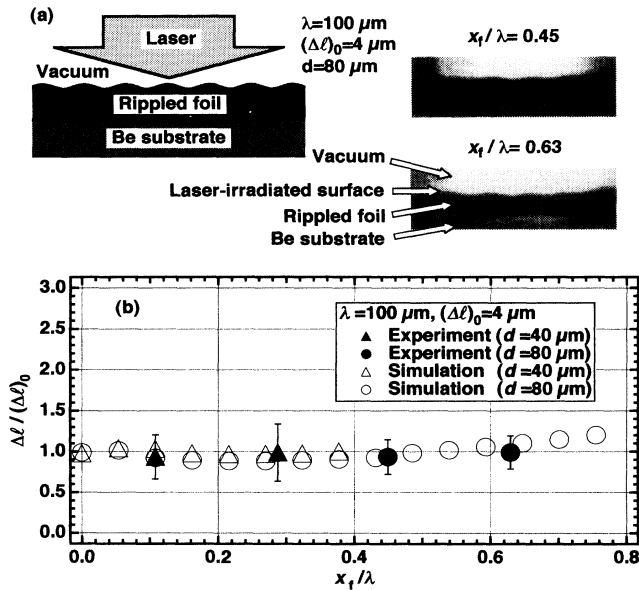 (a)
Laser
λ=100 μm
(Δℓ)₀=4 μm
d=80 μm
Vacuum
Rippled foil
Be substrate
x_f/λ= 0.45
x_f/λ= 0.63
Vacuum
Laser-irradiated surface
Rippled foil
Be substrate
(b)
λ =100 μm, (Δℓ)₀=4 μm
▲ Experiment (d =40 μm)
● Experiment (d =80 μm)
△ Simulation (d =40 μm)
○ Simulation (d =80 μm)
Δℓ / (Δℓ)₀
3.0
2.5
2.0
1.5
1.0
0.5
0.0
0.0 0.2 0.4 0.6 0.8
x_f/λ